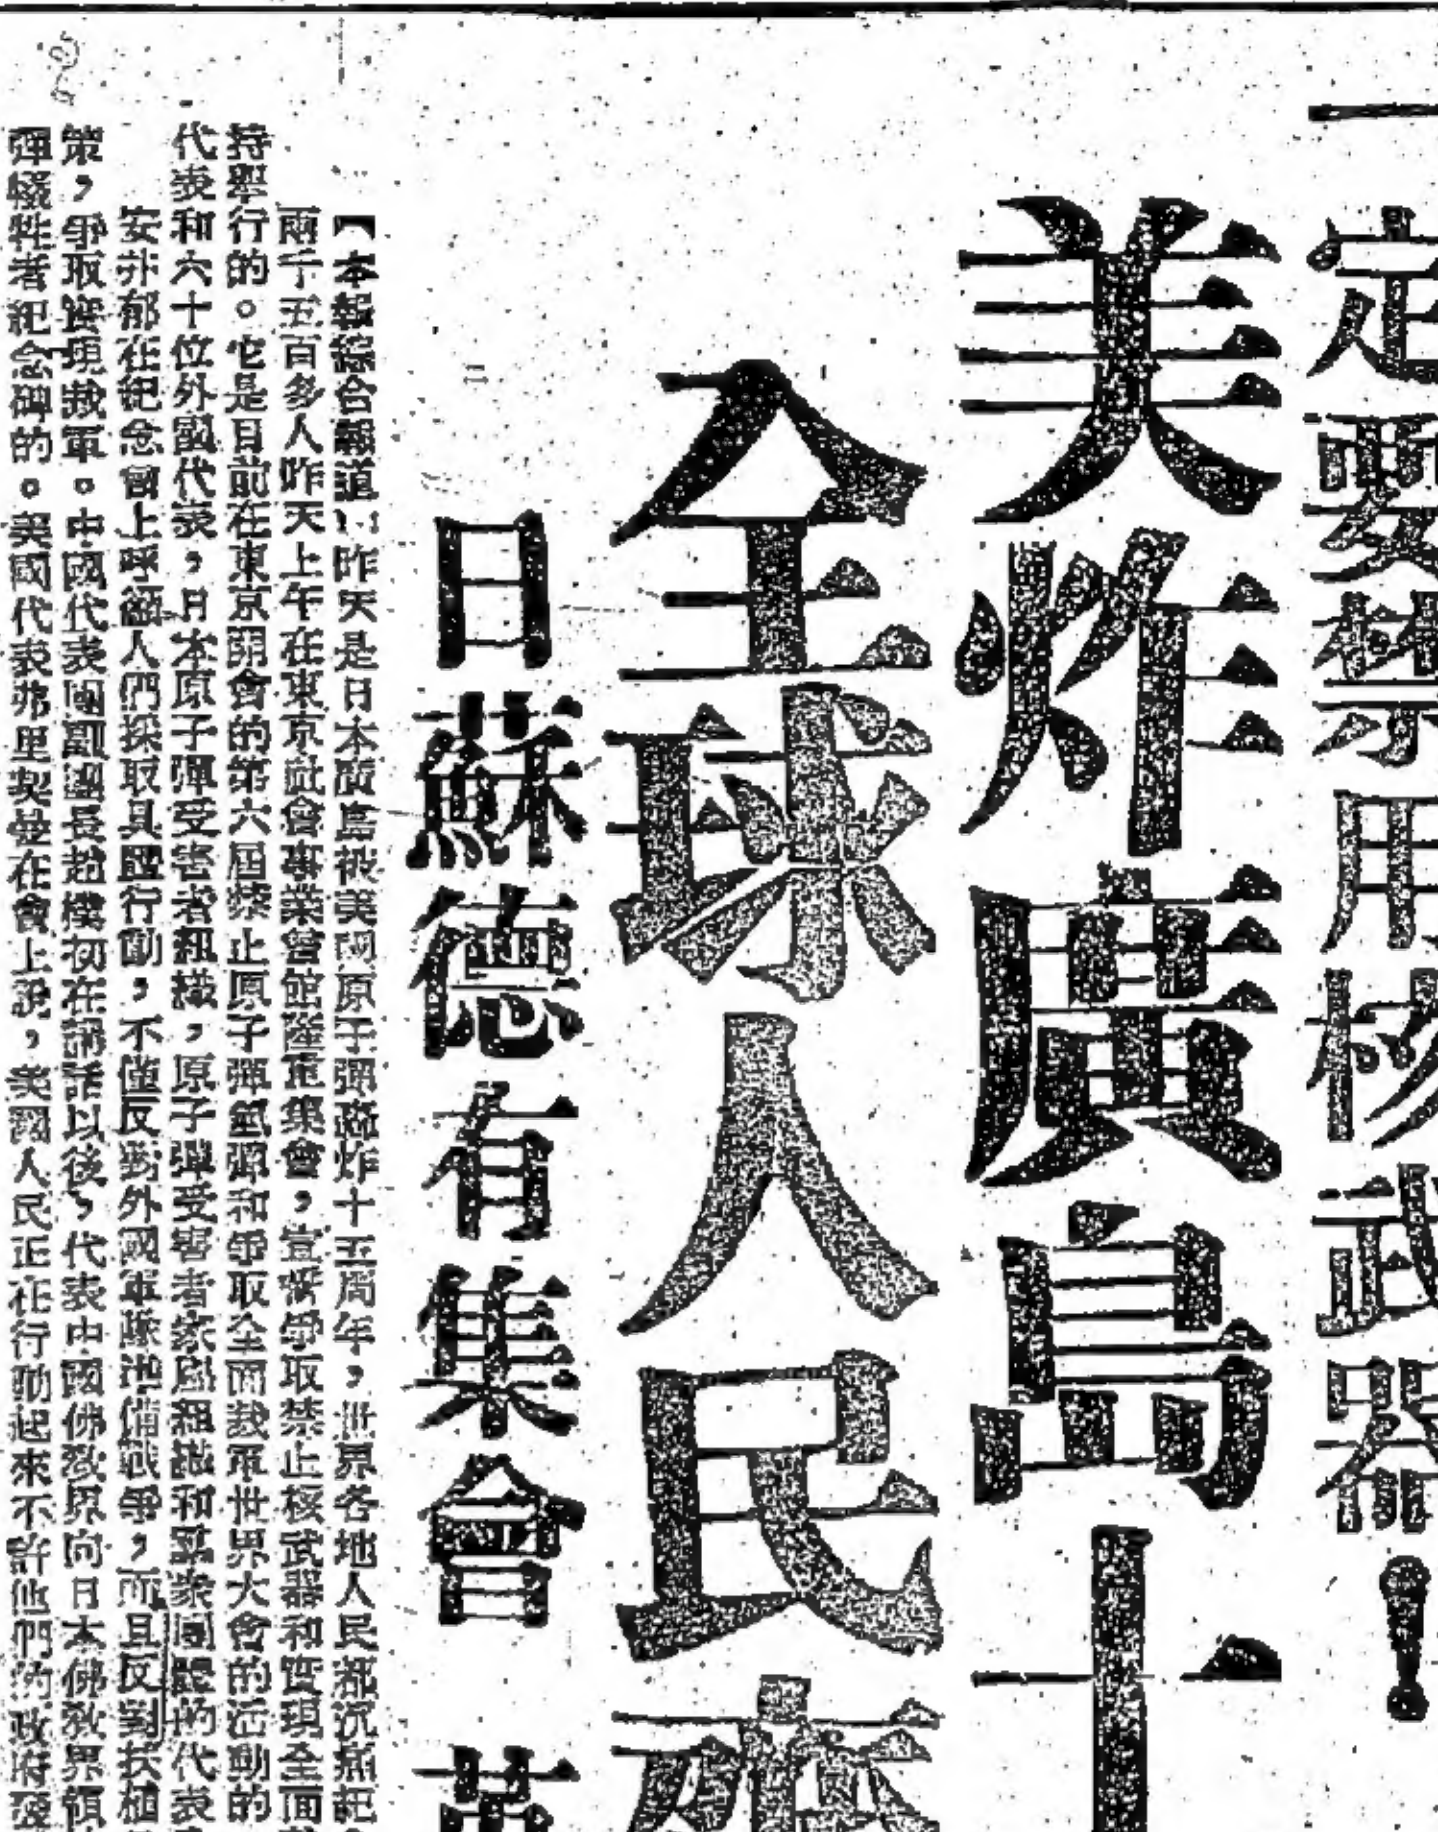 一定要禁用核武器!
美炸廣島十
全球人民齊
日蘇德有集會 英
【本報綜合報道】昨天是日本廣島被美國原子彈轟炸十五周年,世界各地人民都沉痛紀
兩千五百多人昨天上午在東京社會事業會館隆重集會,宣誓爭取禁止核武器和實現全面
持舉行的。它是目前在東京開會的第六屆禁止原子彈氫彈和爭取全面裁軍世界大會的活動的
代表和六十位外國代表,日本原子彈受害者組織,原子彈受害者家屬組織和羣衆團體的代表
安井郁在紀念會上呼籲人們採取具體行動,不僅反對外國軍隊準備戰爭,而且反對扶植
策,爭取實現裁軍。中國代表團副團長趙樸初在講話以後,代表中國佛教界向日本佛教界領
彈犧牲者紀念碑的。美國代表弗里契曼在會上說,美國人民正在行動起來不許他們的政府發